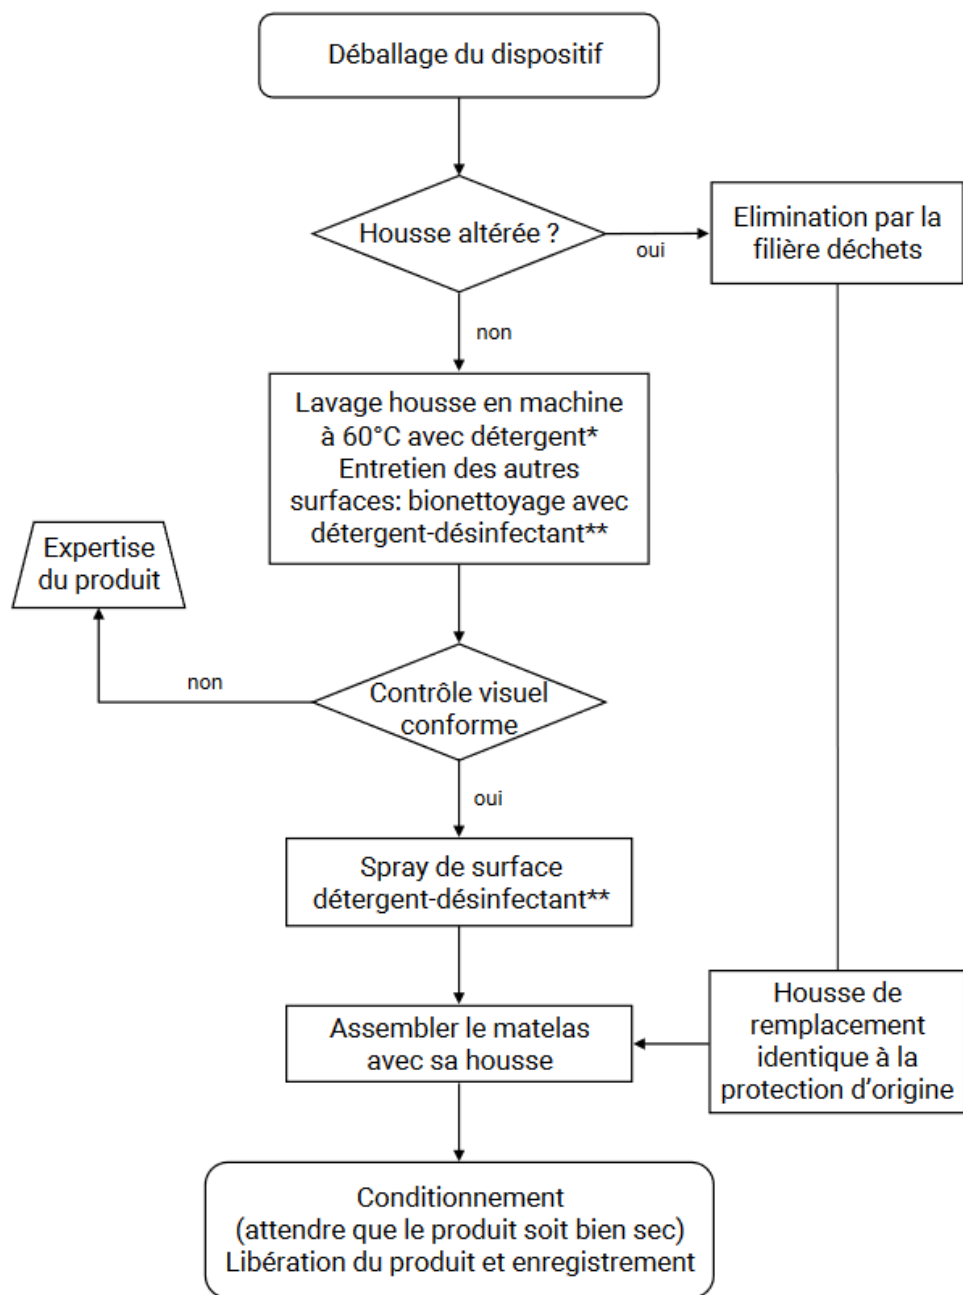 Déballage du dispositif
Housse altérée ?
oui
Elimination par la
filière déchets
non
Lavage housse en machine
à 60°C avec détergent*
Entretien des autres
surfaces: bionettoyage avec
détergent-désinfectant**
Expertise
du produit
non
Contrôle visuel
conforme
oui
Spray de surface
détergent-désinfectant**
Assembler le matelas
avec sa housse
Housse de
remplacement
identique à la
protection d'origine
Conditionnement
(attendre que le produit soit bien sec)
Libération du produit et enregistrement